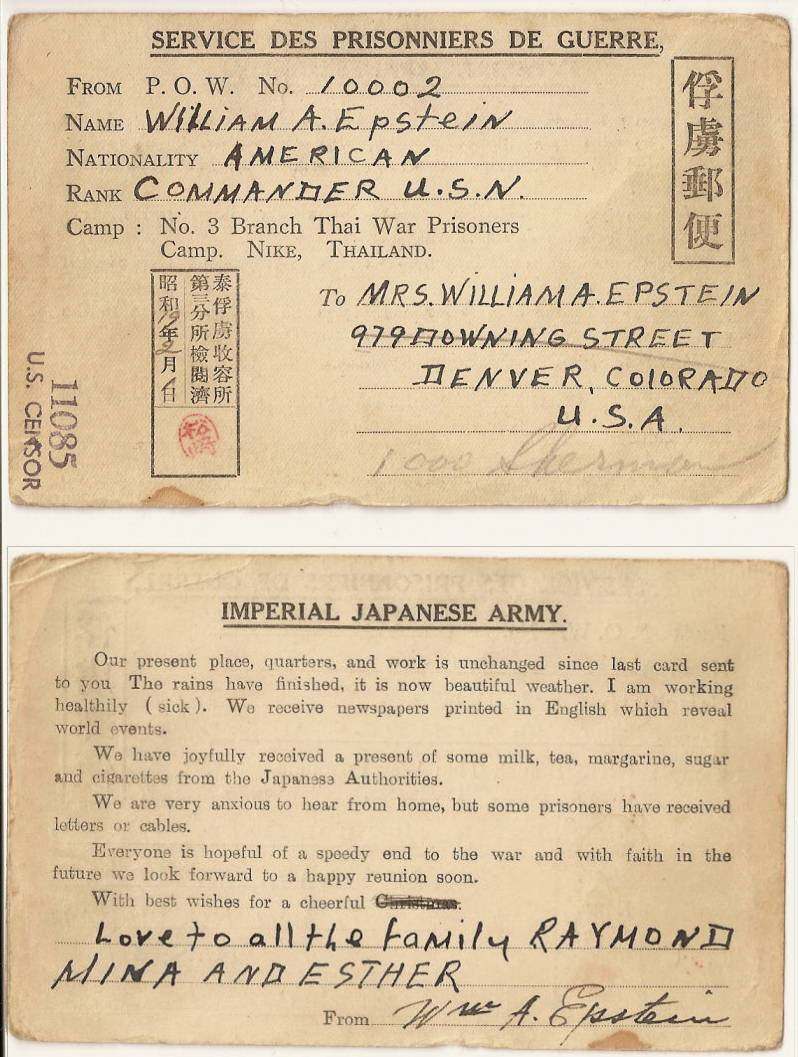 SERVICE DES PRISONNIERS DE GUERRE,
FROM P. O. W. No. 10002
NAME WILLIAM A. Epstein
NATIONALITY AMERICAN
RANK COMMANDER U.S.N.
Camp : No. 3 Branch Thai War Prisoners
Camp. NIKE, THAILAND.
俘虜郵便
To MRS. WILLIAM A. EPSTEIN
979 DOWNING STREET
DENVER, COLORADO
U.S.A.
1000 Sherman
泰俘虜收容所
第三分所檢閱濟
昭和19年2月1日
11085
U.S. CENSOR
IMPERIAL JAPANESE ARMY.
Our present place, quarters, and work is unchanged since last card sent
to you The rains have finished, it is now beautiful weather. I am working
healthily ( sick ). We receive newspapers printed in English which reveal
world events.
We have joyfully received a present of some milk, tea, margarine, sugar
and cigarettes from the Japanese Authorities.
We are very anxious to hear from home, but some prisoners have received
letters or cables.
Everyone is hopeful of a speedy end to the war and with faith in the
future we look forward to a happy reunion soon.
With best wishes for a cheerful Christmas.
Love to all the family RAYMOND
MINA AND ESTHER
From Wm A. Epstein